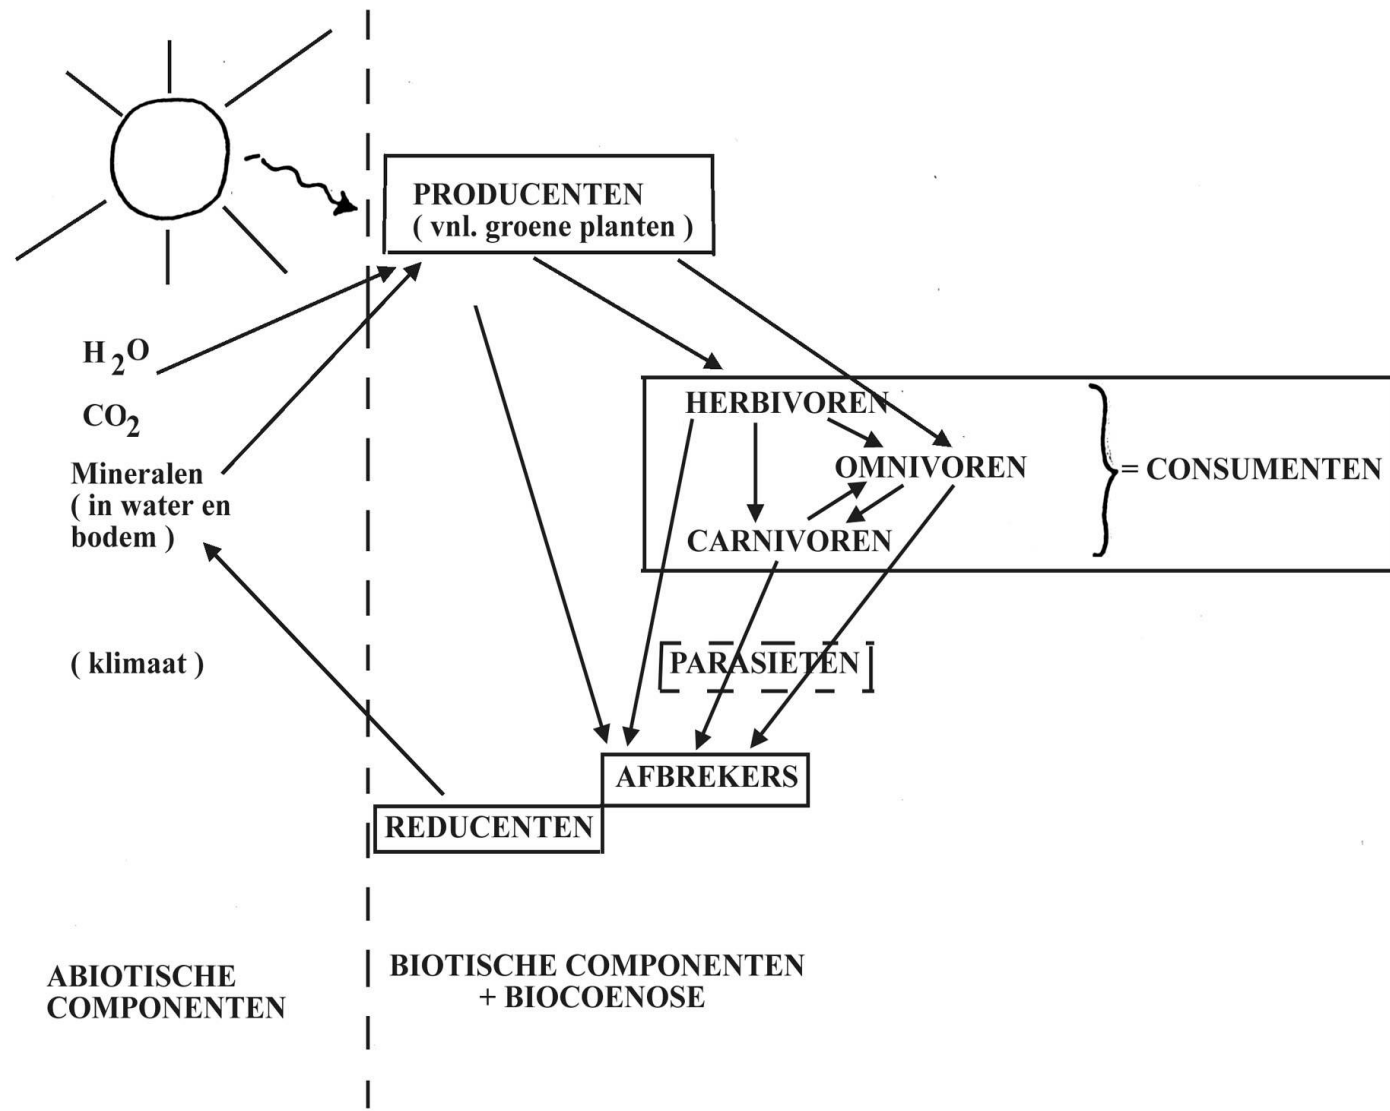 PRODUCENTEN
( vnl. groene planten )
H2O
CO2
Mineralen
( in water en
bodem )
( klimaat )
HERBIVOREN
OMNIVOREN
CARNIVOREN
= CONSUMENTEN
PARASIETEN
AFBREKERS
REDUCENTEN
ABIOTISCHE
COMPONENTEN
BIOTISCHE COMPONENTEN
+ BIOCOENOSE